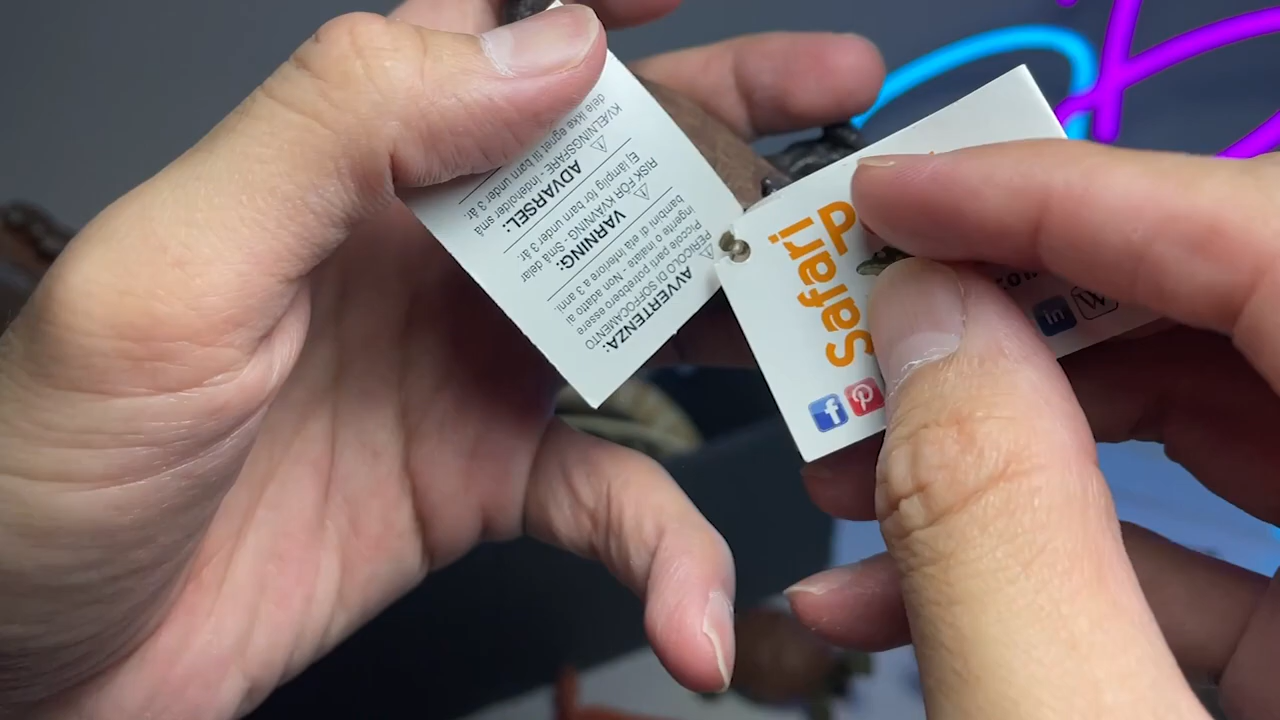 AVVERTENZA:
PERICOLO DI SOFFOCAMENTO
Piccole parti potrebbero essere
ingerite o inalate - Non adatto ai
bambini di età inferiore a 3 anni.
VARNING:
RISK FÖR KVÄVNING - Små delar
Ej lämplig för barn under 3 år.
ADVARSEL:
KVÆLNINGSFARE - Indeholder små
dele ikke egnet til børn under 3 år.
Safari
f
in
W